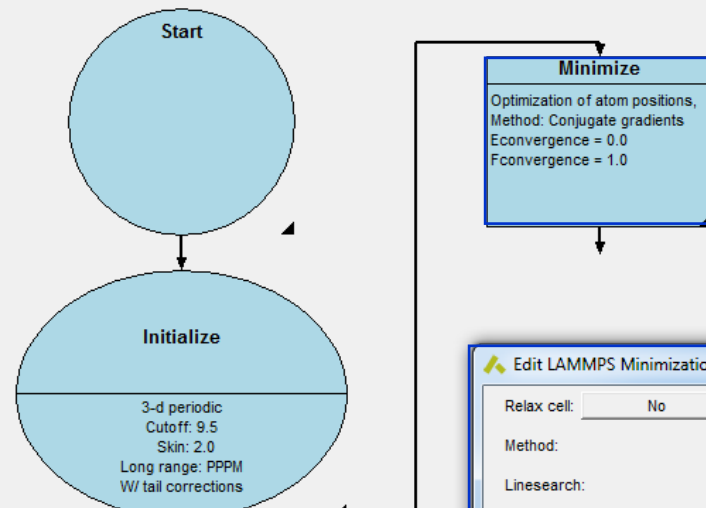 Start
Initialize
3-d periodic
Cutoff: 9.5
Skin: 2.0
Long range: PPPM
W/ tail corrections
Minimize
Optimization of atom positions,
Method: Conjugate gradients
Econvergence = 0.0
Fconvergence = 1.0
Edit LAMMPS Minimizatio
Relax cell: No
Method:
Linesearch: